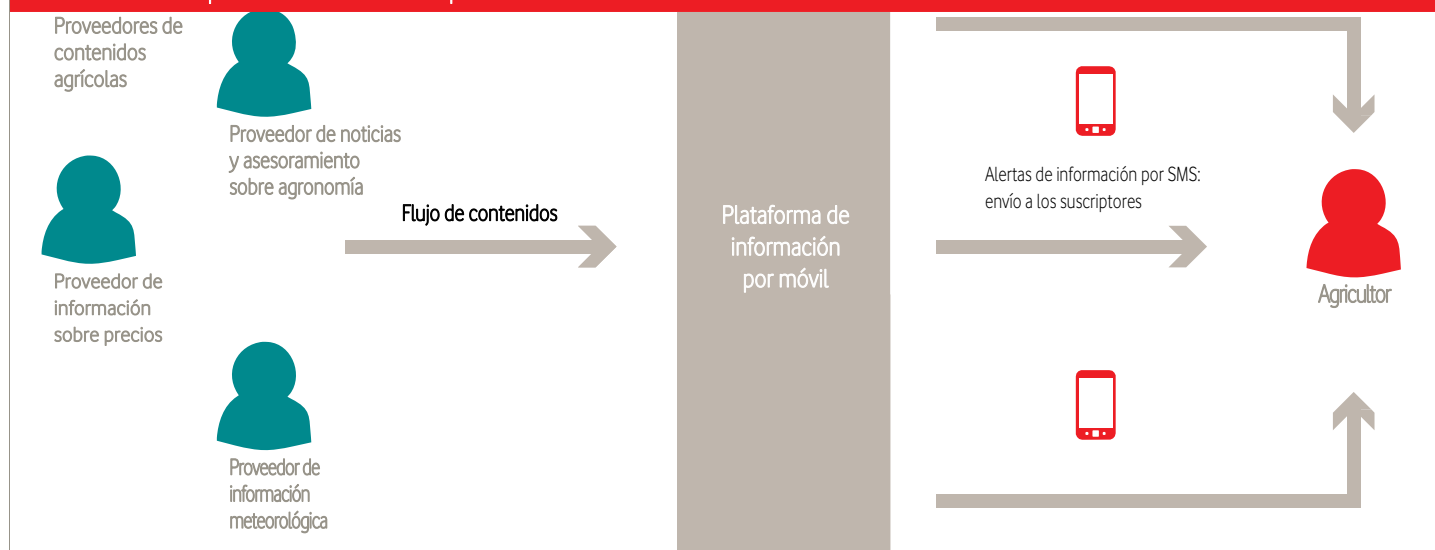 Proveedores de
contenidos
agrícolas
Proveedor de noticias
y asesoramiento
sobre agronomía
Proveedor de
información
sobre precios
Proveedor de
información
meteorológica
Flujo de contenidos
Plataforma de
información
por móvil
Alertas de información por SMS:
envío a los suscriptores
Agricultor